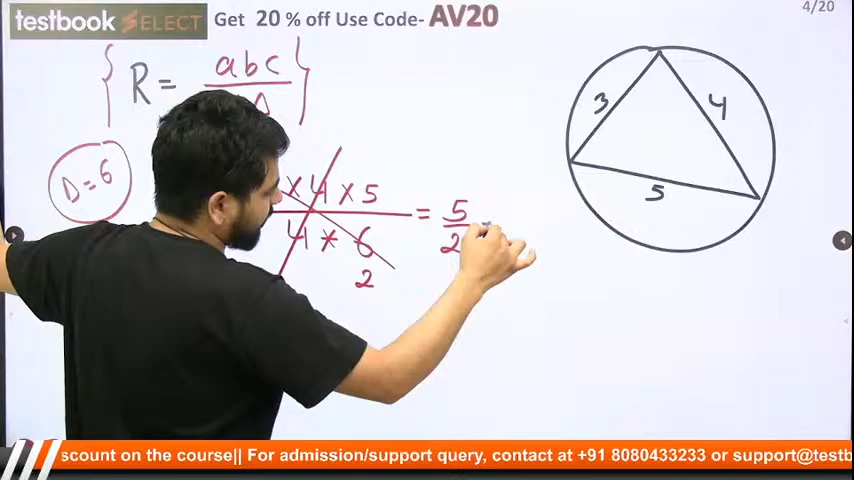 testbook SELECT
Get 20 % off Use Code- AV20
4/20
R = abc
Δ
Δ=6
× 4 × 5
4 * 6
2
= 5
2
3
4
5
scount on the course|| For admission/support query, contact at +91 8080433233 or support@testb